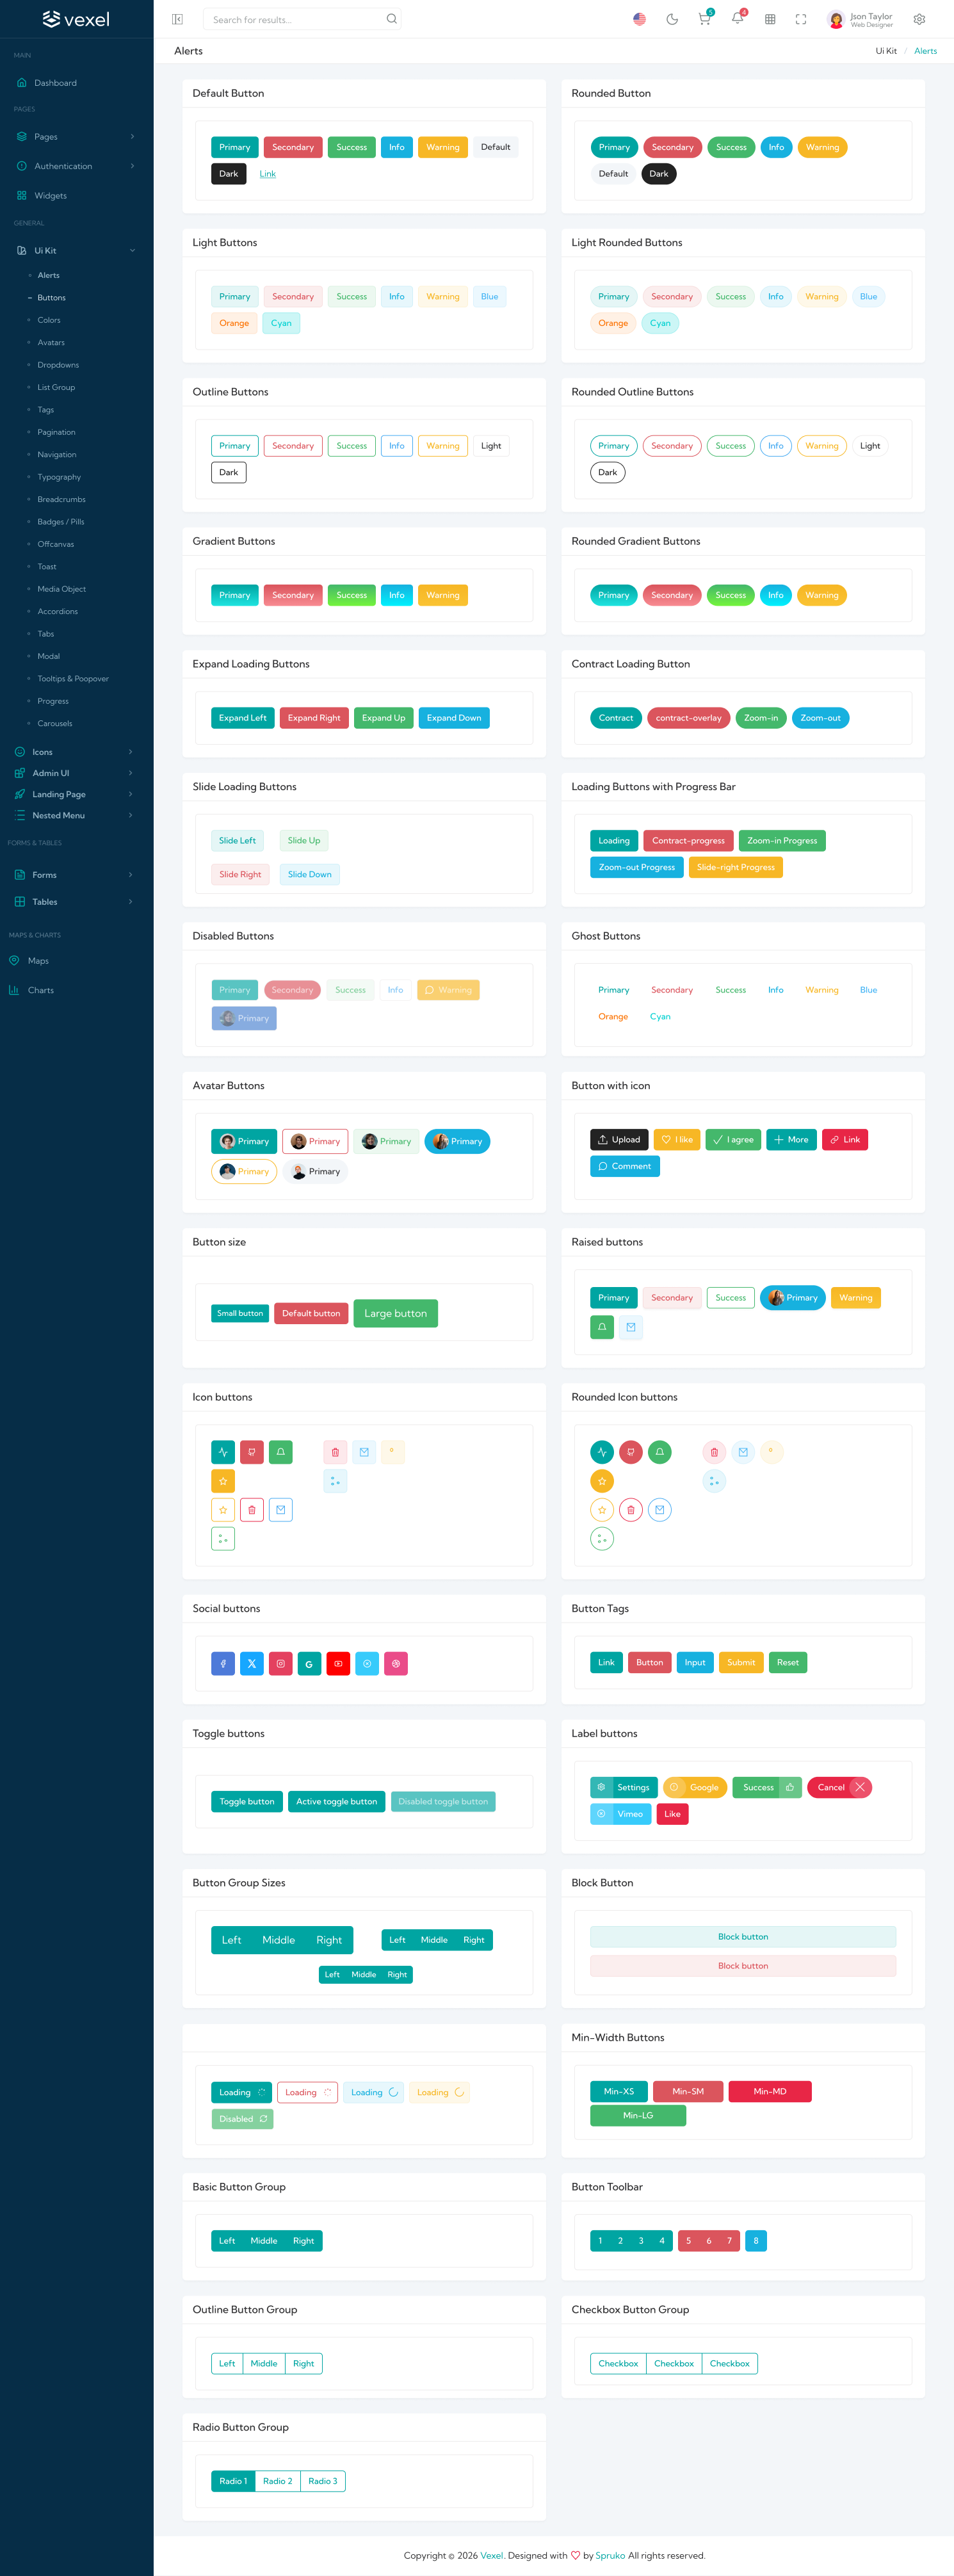 vexel
Search for results...
5
4
Json Taylor
Web Designer
MAIN
Dashboard
PAGES
Pages
Authentication
Widgets
GENERAL
Ui Kit
Alerts
Buttons
Colors
Avatars
Dropdowns
List Group
Tags
Pagination
Navigation
Typography
Breadcrumbs
Badges / Pills
Offcanvas
Toast
Media Object
Accordions
Tabs
Modal
Tooltips & Poopover
Progress
Carousels
Icons
Admin UI
Landing Page
Nested Menu
FORMS & TABLES
Forms
Tables
MAPS & CHARTS
Maps
Charts
Alerts
Ui Kit / Alerts
Default Button
Primary Secondary Success Info Warning Default
Dark Link
Rounded Button
Primary Secondary Success Info Warning
Default Dark
Light Buttons
Primary Secondary Success Info Warning Blue
Orange Cyan
Light Rounded Buttons
Primary Secondary Success Info Warning Blue
Orange Cyan
Outline Buttons
Primary Secondary Success Info Warning Light
Dark
Rounded Outline Buttons
Primary Secondary Success Info Warning Light
Dark
Gradient Buttons
Primary Secondary Success Info Warning
Rounded Gradient Buttons
Primary Secondary Success Info Warning
Expand Loading Buttons
Expand Left Expand Right Expand Up Expand Down
Contract Loading Button
Contract contract-overlay Zoom-in Zoom-out
Slide Loading Buttons
Slide Left Slide Up
Slide Right Slide Down
Loading Buttons with Progress Bar
Loading Contract-progress Zoom-in Progress
Zoom-out Progress Slide-right Progress
Disabled Buttons
Primary Secondary Success Info Warning
Primary
Ghost Buttons
Primary Secondary Success Info Warning Blue
Orange Cyan
Avatar Buttons
Primary Primary Primary Primary
Primary Primary
Button with icon
Upload I like I agree More Link
Comment
Button size
Small button Default button Large button
Raised buttons
Primary Secondary Success Primary Warning
Icon buttons
Rounded Icon buttons
Social buttons
Button Tags
Link Button Input Submit Reset
Toggle buttons
Toggle button Active toggle button Disabled toggle button
Label buttons
Settings Google Success Cancel
Vimeo Like
Button Group Sizes
Left Middle Right Left Middle Right
Left Middle Right
Block Button
Block button
Block button
Loading Loading Loading Loading
Disabled
Min-Width Buttons
Min-XS Min-SM Min-MD
Min-LG
Basic Button Group
Left Middle Right
Button Toolbar
1 2 3 4 5 6 7 8
Outline Button Group
Left Middle Right
Checkbox Button Group
Checkbox Checkbox Checkbox
Radio Button Group
Radio 1 Radio 2 Radio 3
Copyright © 2026 Vexel. Designed with by Spruko All rights reserved.